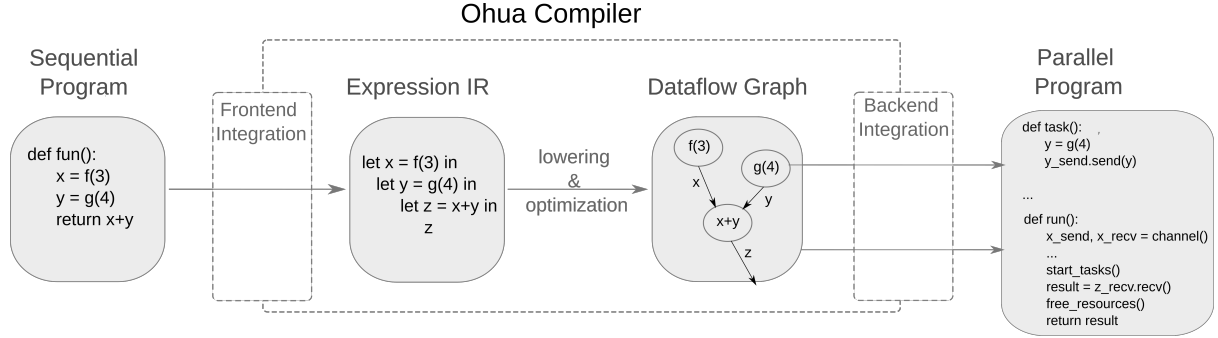 Ohua Compiler
Sequential
Program
def fun():
x = f(3)
y = g(4)
return x+y
Frontend
Integration
Expression IR
let x = f(3) in
let y = g(4) in
let z = x+y in
z
lowering
&
optimization
Dataflow Graph
f(3)
g(4)
x
y
x+y
z
Backend
Integration
Parallel
Program
def task():
y = g(4)
y_send.send(y)
...
def run():
x_send, x_recv = channel()
...
start_tasks()
result = z_recv.recv()
free_resources()
return result